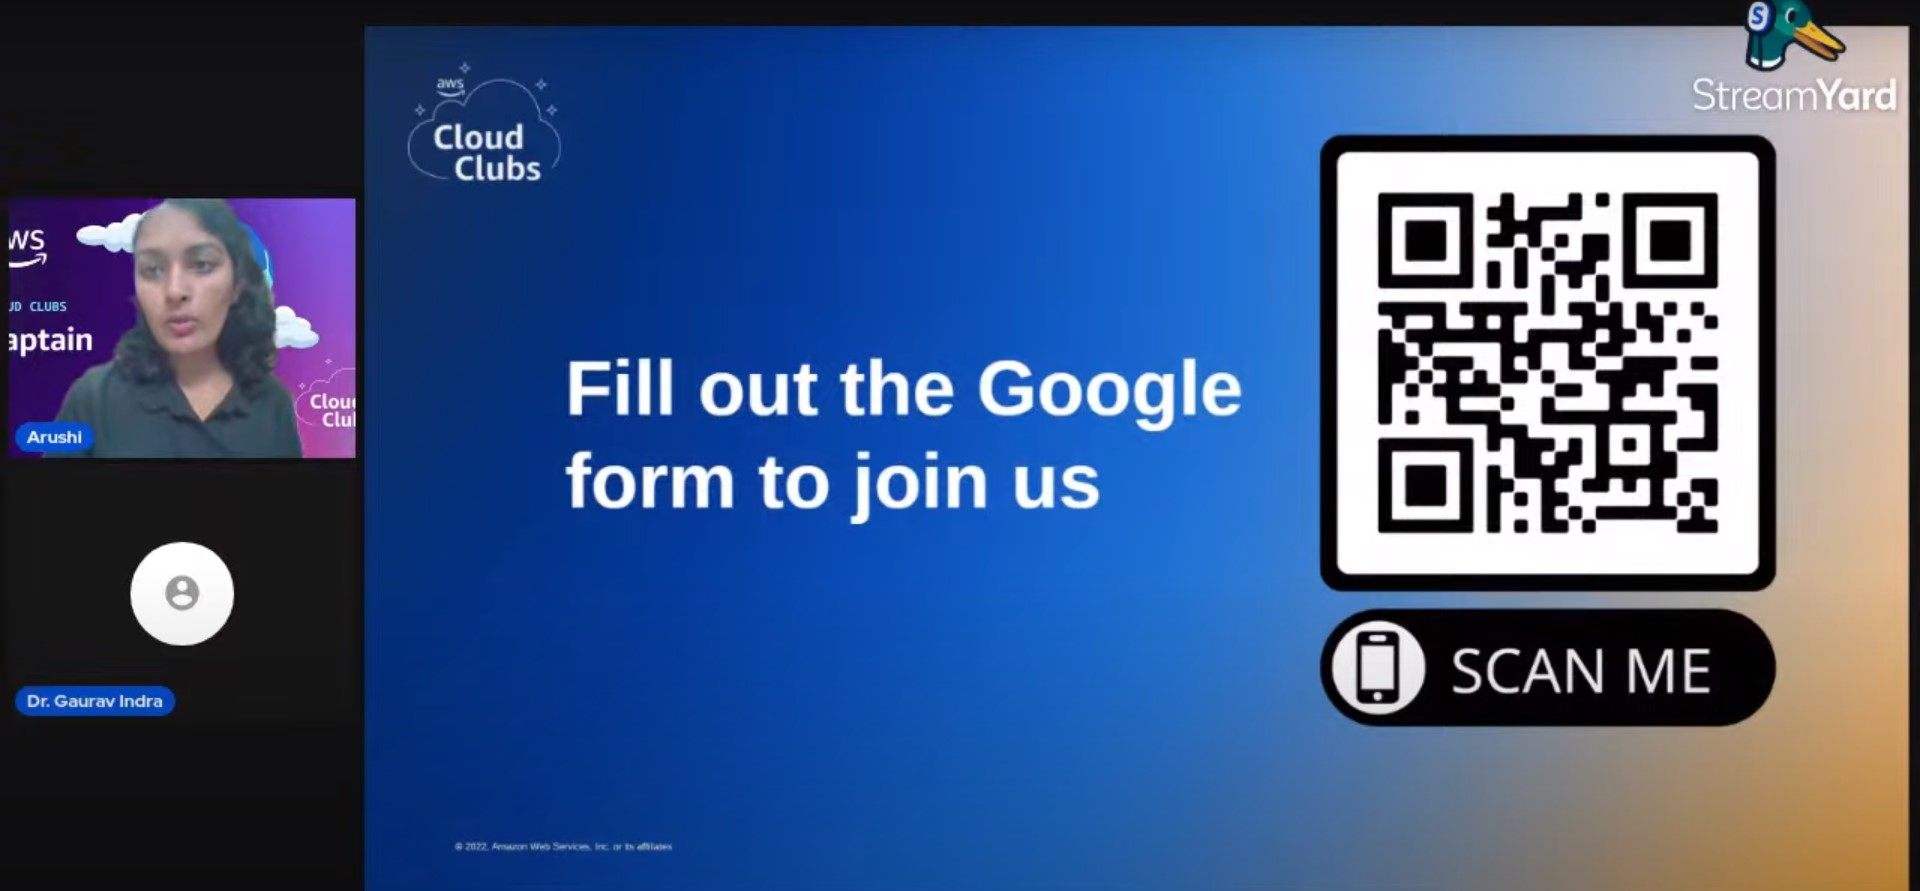 StreamYard
aws
Cloud
Clubs
ws
UD CLUBS
aptain
Clou
Clu
Arushi
Dr. Gaurav Indra
Fill out the Google
form to join us
SCAN ME
© 2022, Amazon Web Services, Inc. or its affiliates